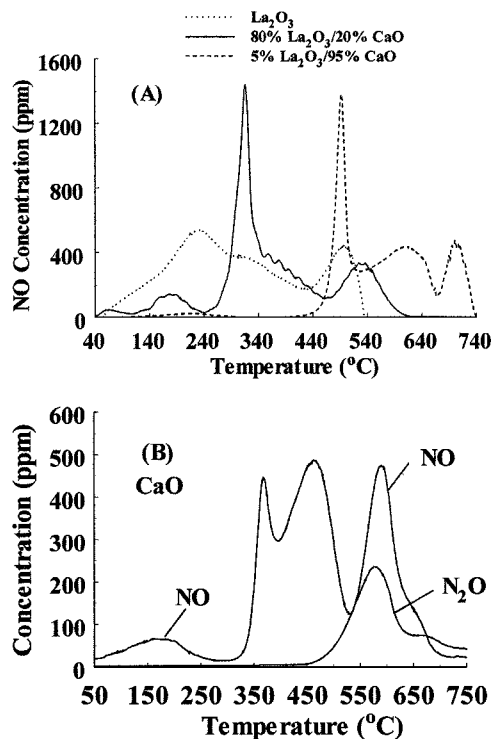 La₂O₃
80% La₂O₃/20% CaO
5% La₂O₃/95% CaO
(A)
NO Concentration (ppm)
1600
1200
800
400
0
40 140 240 340 440 540 640 740
Temperature (°C)
(B)
CaO
Concentration (ppm)
600
500
400
300
200
100
0
NO
NO
N₂O
50 150 250 350 450 550 650 750
Temperature (°C)